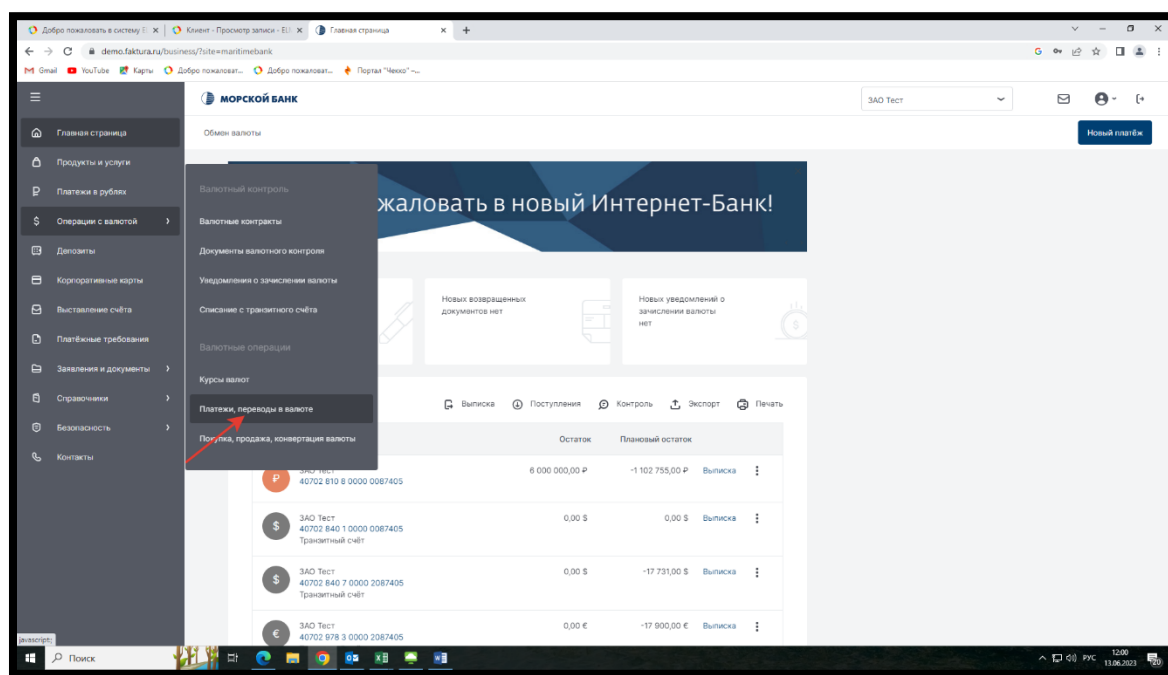 Добро пожаловать в систему
Клиент - Просмотр записи - ELI
Главная страница
demo.faktura.ru/business/?site=maritimebank
Gmail
YouTube
Карты
Добро пожаловат...
Добро пожаловат...
Портал "Чекко" –...
МОРСКОЙ БАНК
ЗАО Тест
Главная страница
Обмен валюты
Новый платёж
Продукты и услуги
Платежи в рублях
Операции с валютой
Депозиты
Корпоративные карты
Выставление счёта
Платёжные требования
Заявления и документы
Справочники
Безопасность
Контакты
Валютный контроль
Валютные контракты
Документы валютного контроля
Уведомления о зачислении валюты
Списание с транзитного счёта
Валютные операции
Курсы валют
Платежи, переводы в валюте
Покупка, продажа, конвертация валюты
жаловать в новый Интернет-Банк!
Новых возвращенных
документов нет
Новых уведомлений о
зачислении валюты
нет
Выписка
Поступления
Контроль
Экспорт
Печать
Остаток
Плановый остаток
ЗАО Тест
6 000 000,00 ₽
-1 102 755,00 ₽
Выписка
40702 810 8 0000 0087405
ЗАО Тест
0,00 $
0,00 $
Выписка
40702 840 1 0000 0087405
Транзитный счёт
ЗАО Тест
0,00 $
-17 731,00 $
Выписка
40702 840 7 0000 2087405
Транзитный счёт
ЗАО Тест
0,00 €
-17 900,00 €
Выписка
40702 978 3 0000 2087405
javascript:;
Поиск
РУС
12:00
13.06.2023
20